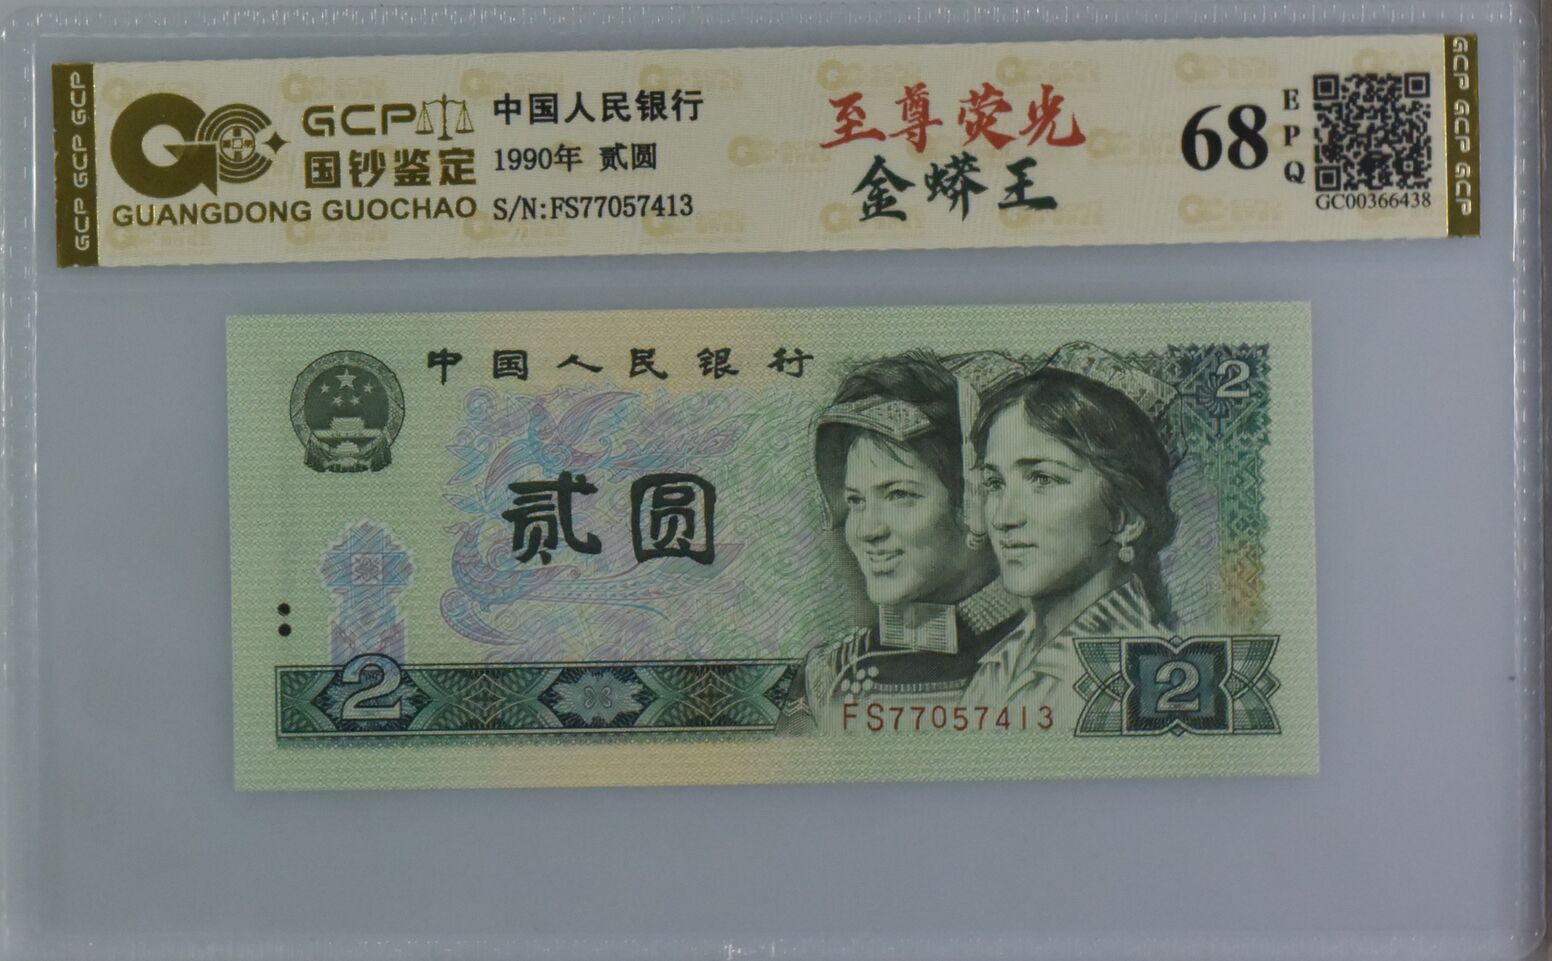 GCP GCP GCP
GCP
国钞鉴定
GUANGDONG GUOCHAO
中国人民银行
1990年 贰圆
S/N:FS77057413
至尊荧光
金蟒王
68
EPQ
GC00366438
GCP GCP GCP
中国人民银行
2
贰圆
2
FS77057413
2